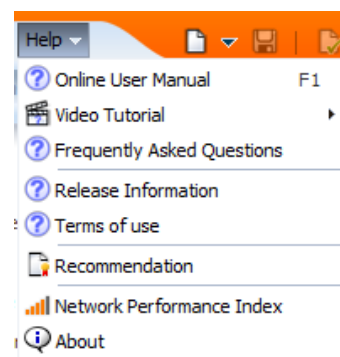 Help
Online User Manual F1
Video Tutorial
Frequently Asked Questions
Release Information
Terms of use
Recommendation
Network Performance Index
About